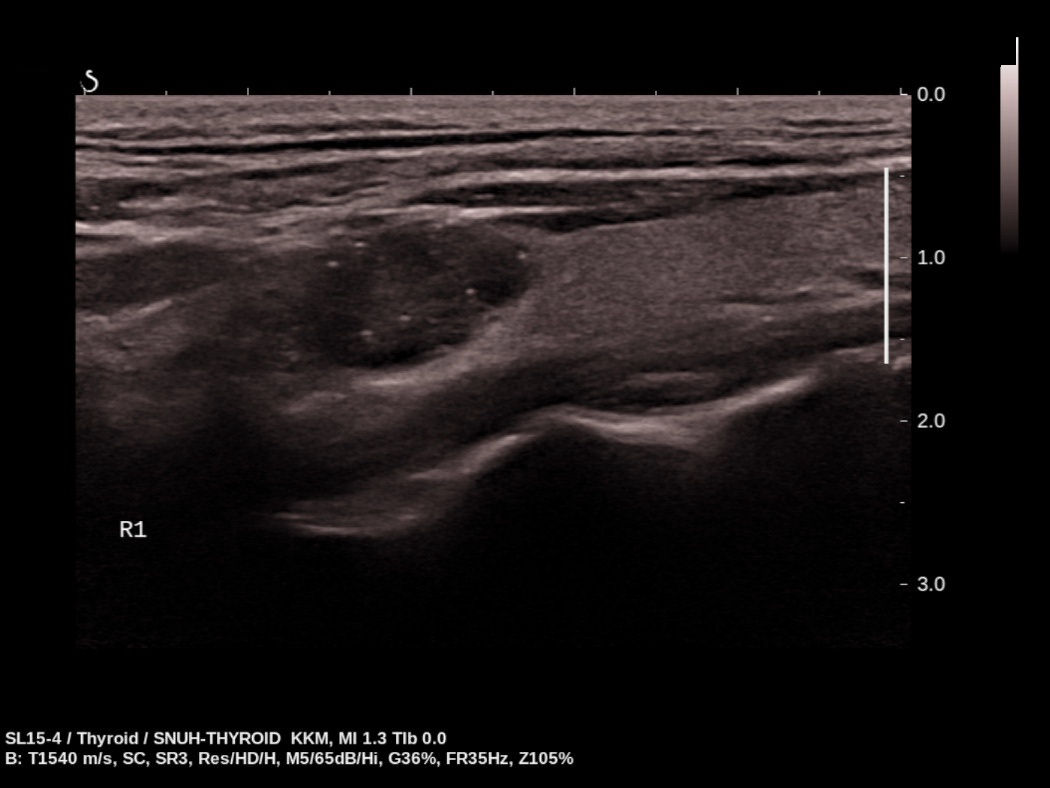 S
0.0
1.0
2.0
R1
3.0
SL15-4 / Thyroid / SNUH-THYROID KKM, MI 1.3 TIb 0.0
B: T1540 m/s, SC, SR3, Res/HD/H, M5/65dB/Hi, G36%, FR35Hz, Z105%